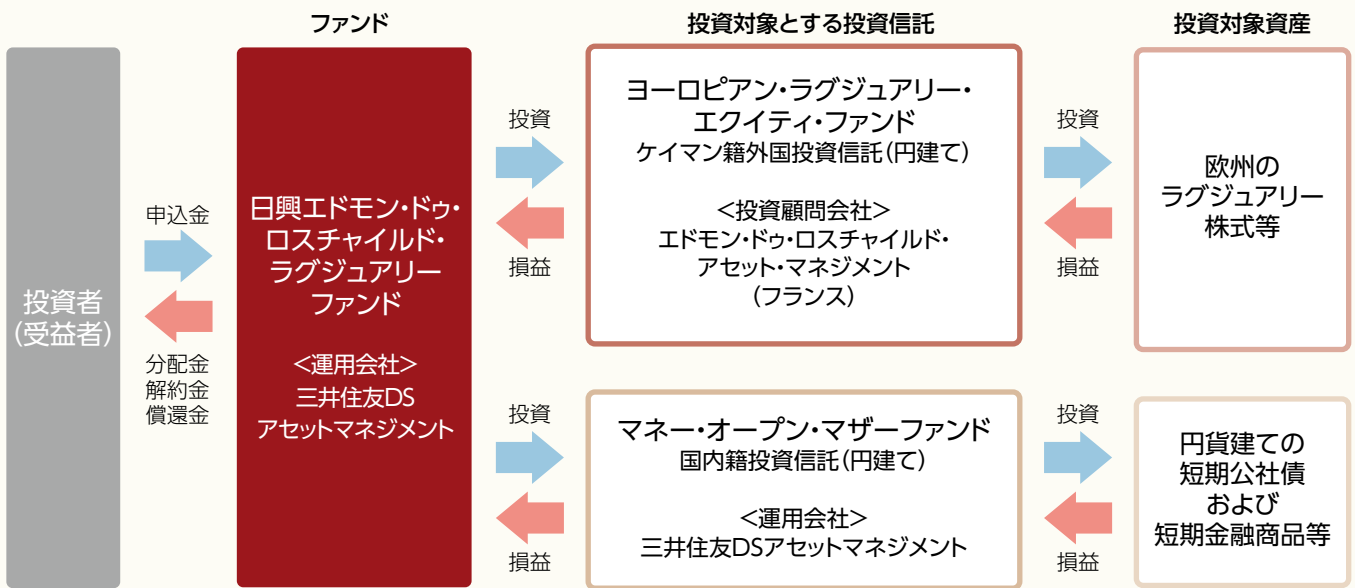 ファンド
投資対象とする投資信託
投資対象資産
投資者
(受益者)
申込金
分配金
解約金
償還金
日興エドモン・ドゥ・
ロスチャイルド・
ラグジュアリー
ファンド
<運用会社>
三井住友DS
アセットマネジメント
投資
損益
ヨーロピアン・ラグジュアリー・
エクイティ・ファンド
ケイマン籍外国投資信託(円建て)
<投資顧問会社>
エドモン・ドゥ・ロスチャイルド・
アセット・マネジメント
(フランス)
投資
損益
欧州の
ラグジュアリー
株式等
投資
損益
マネー・オープン・マザーファンド
国内籍投資信託(円建て)
<運用会社>
三井住友DSアセットマネジメント
投資
損益
円貨建ての
短期公社債
および
短期金融商品等